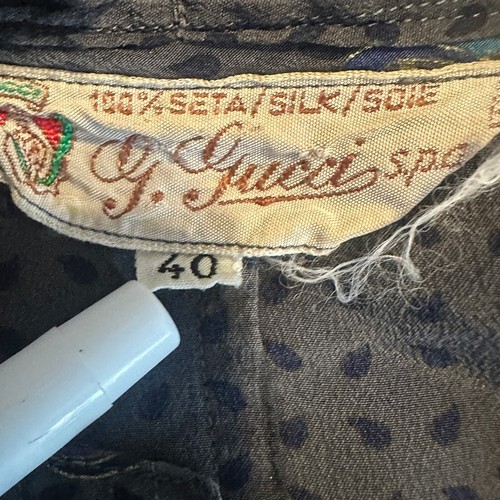 100% SETA/SILK/SOIE
G. Gucci s.p.a
40